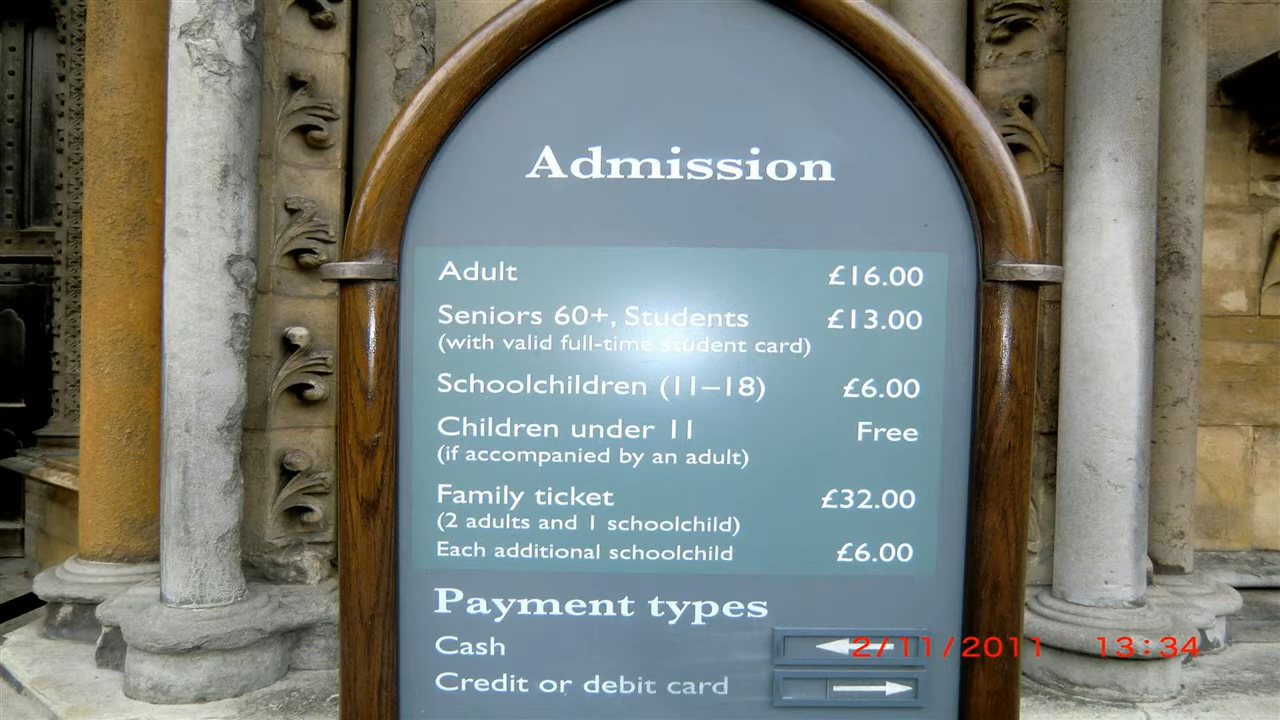 Admission
Adult £16.00
Seniors 60+, Students £13.00
(with valid full-time student card)
Schoolchildren (11–18) £6.00
Children under 11 Free
(if accompanied by an adult)
Family ticket £32.00
(2 adults and 1 schoolchild)
Each additional schoolchild £6.00
Payment types
Cash
Credit or debit card
2/11/2011 13:34